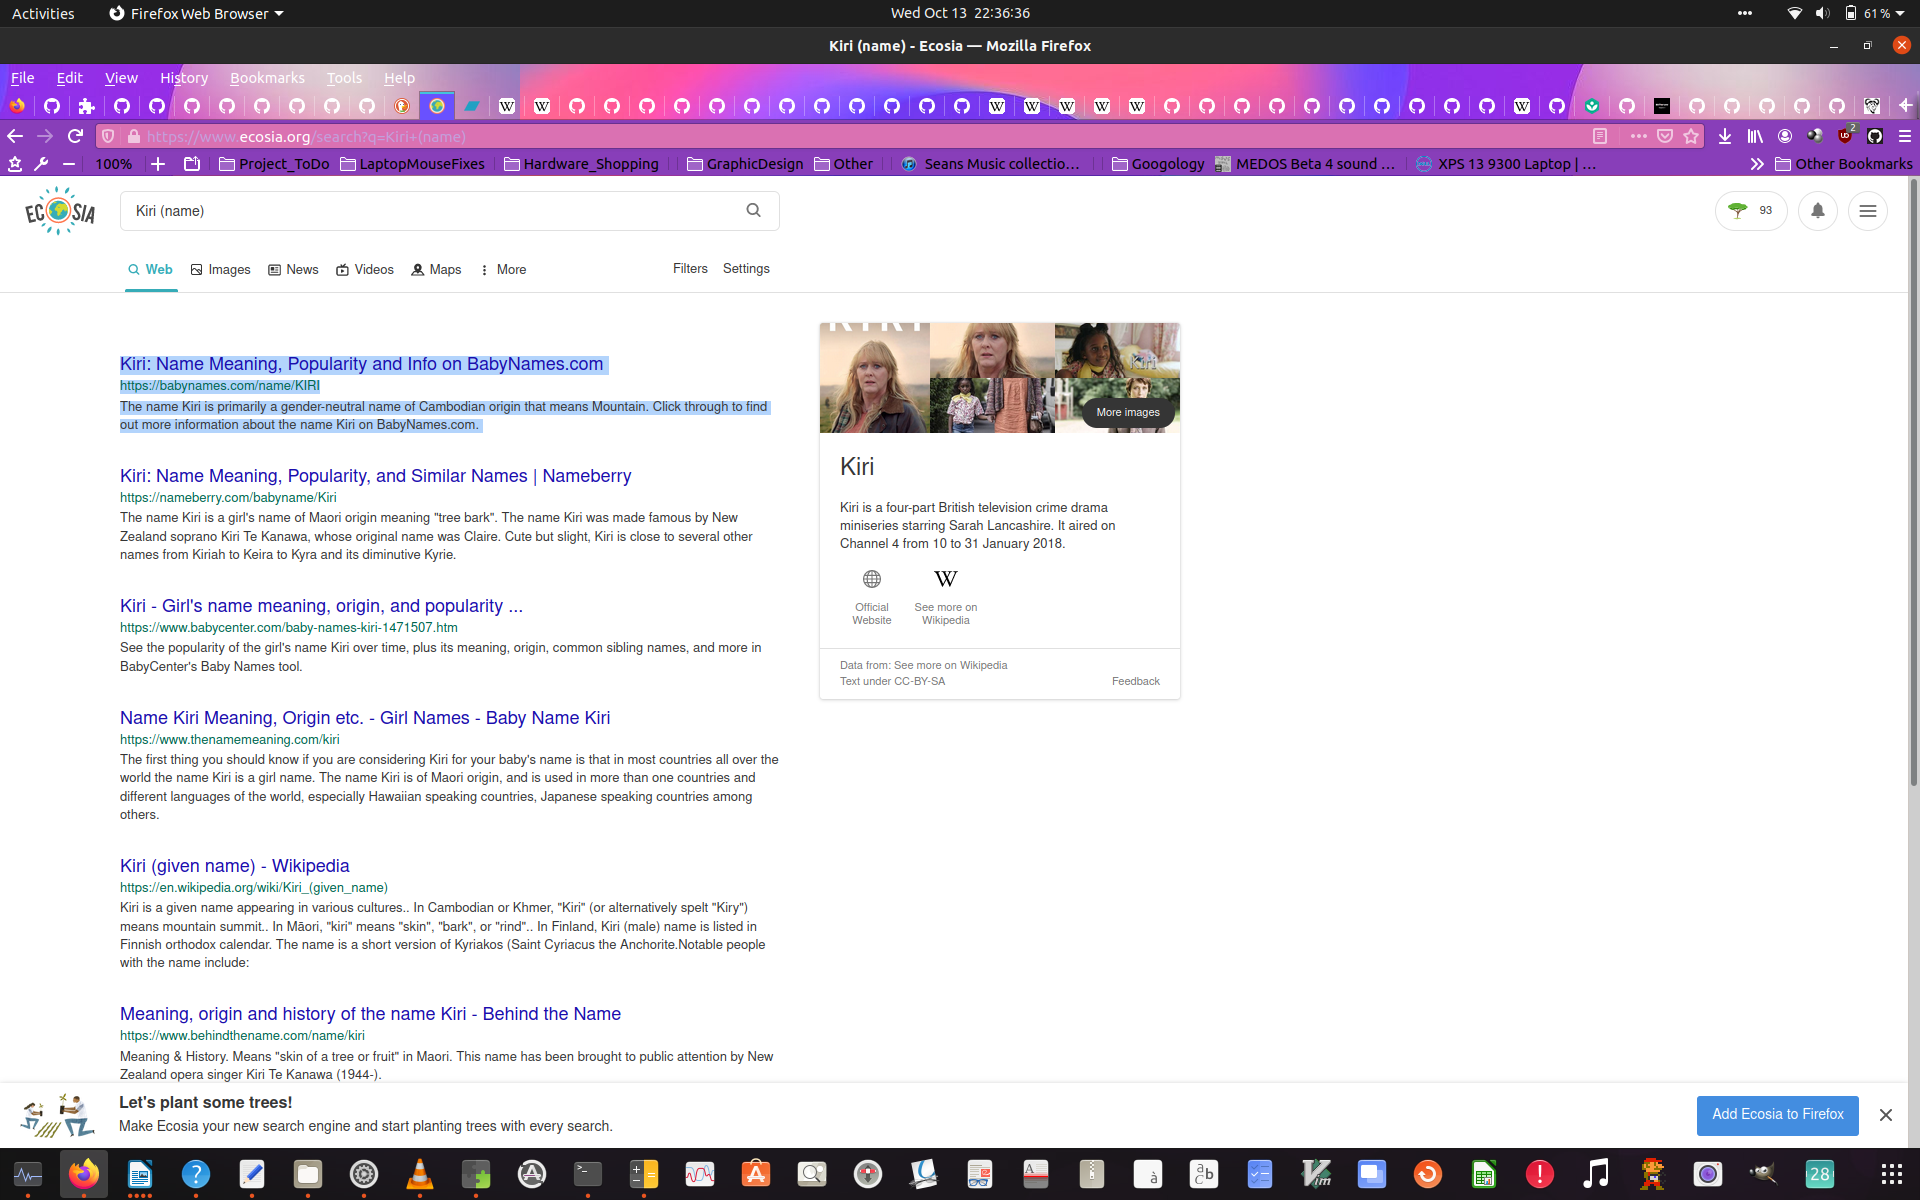 Activities
Firefox Web Browser
Wed Oct 13 22:36:36
61%
Kiri (name) - Ecosia — Mozilla Firefox
File Edit View History Bookmarks Tools Help
https://www.ecosia.org/search?q=Kiri+(name)
2
100%
Project_ToDo
LaptopMouseFixes
Hardware_Shopping
GraphicDesign
Other
Seans Music collectio…
Googology
MEDOS Beta 4 sound …
XPS 13 9300 Laptop | …
Other Bookmarks
ECOSIA
Kiri (name)
93
Web
Images
News
Videos
Maps
More
Filters
Settings
Kiri: Name Meaning, Popularity and Info on BabyNames.com
https://babynames.com/name/KIRI
The name Kiri is primarily a gender-neutral name of Cambodian origin that means Mountain. Click through to find
out more information about the name Kiri on BabyNames.com.
Kiri: Name Meaning, Popularity, and Similar Names | Nameberry
https://nameberry.com/babyname/Kiri
The name Kiri is a girl's name of Maori origin meaning "tree bark". The name Kiri was made famous by New
Zealand soprano Kiri Te Kanawa, whose original name was Claire. Cute but slight, Kiri is close to several other
names from Kiriah to Keira to Kyra and its diminutive Kyrie.
Kiri - Girl's name meaning, origin, and popularity ...
https://www.babycenter.com/baby-names-kiri-1471507.htm
See the popularity of the girl's name Kiri over time, plus its meaning, origin, common sibling names, and more in
BabyCenter's Baby Names tool.
Name Kiri Meaning, Origin etc. - Girl Names - Baby Name Kiri
https://www.thenamemeaning.com/kiri
The first thing you should know if you are considering Kiri for your baby's name is that in most countries all over the
world the name Kiri is a girl name. The name Kiri is of Maori origin, and is used in more than one countries and
different languages of the world, especially Hawaiian speaking countries, Japanese speaking countries among
others.
Kiri (given name) - Wikipedia
https://en.wikipedia.org/wiki/Kiri_(given_name)
Kiri is a given name appearing in various cultures.. In Cambodian or Khmer, "Kiri" (or alternatively spelt "Kiry")
means mountain summit.. In Māori, "kiri" means "skin", "bark", or "rind".. In Finland, Kiri (male) name is listed in
Finnish orthodox calendar. The name is a short version of Kyriakos (Saint Cyriacus the Anchorite.Notable people
with the name include:
Meaning, origin and history of the name Kiri - Behind the Name
https://www.behindthename.com/name/kiri
Meaning & History. Means "skin of a tree or fruit" in Maori. This name has been brought to public attention by New
Zealand opera singer Kiri Te Kanawa (1944-).
KIRI
Kiri
More images
Kiri
Kiri is a four-part British television crime drama
miniseries starring Sarah Lancashire. It aired on
Channel 4 from 10 to 31 January 2018.
Official
Website
See more on
Wikipedia
Data from: See more on Wikipedia
Text under CC-BY-SA
Feedback
Let's plant some trees!
Make Ecosia your new search engine and start planting trees with every search.
Add Ecosia to Firefox
28